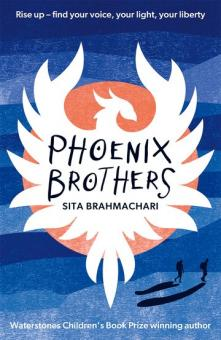 Rise up – find your voice, your light, your liberty
PHOENIX
BROTHERS
SITA BRAHMACHARI
Waterstones Children's Book Prize winning author